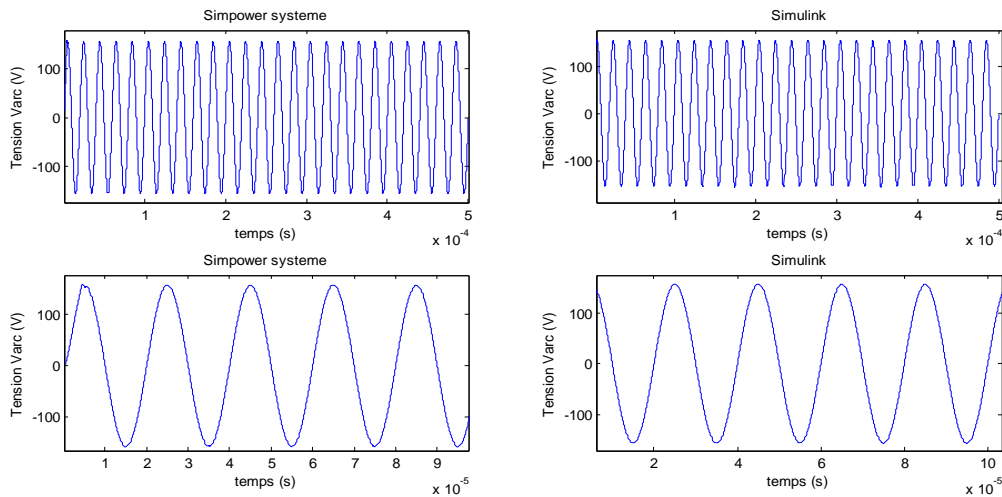 Simpower systeme
Simulink
Tension Varc (V)
100
0
-100
1
2
3
4
5
temps (s)
x 10-4
Tension Varc (V)
100
0
-100
1
2
3
4
5
temps (s)
x 10-4
Simpower systeme
Simulink
Tension Varc (V)
100
0
-100
1
2
3
4
5
6
7
8
9
temps (s)
x 10-5
Tension Varc (V)
100
0
-100
2
4
6
8
10
temps (s)
x 10-5